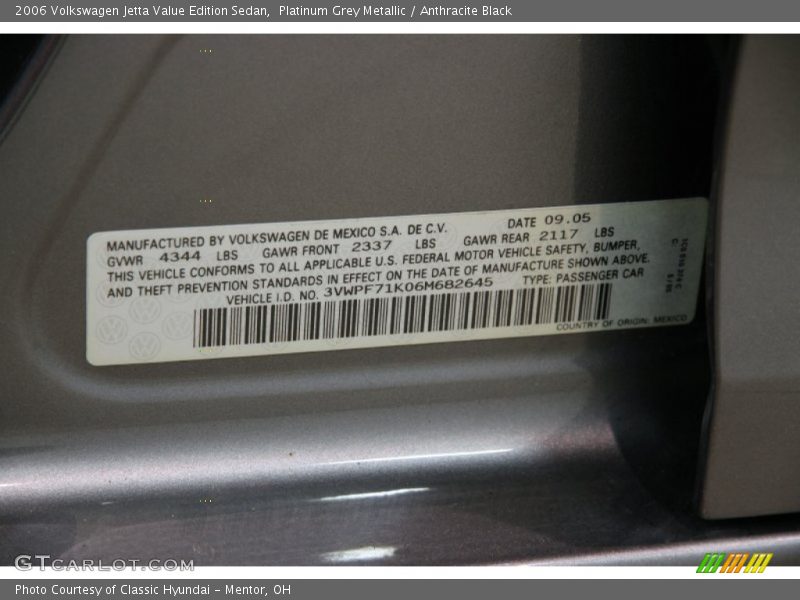 2006 Volkswagen Jetta Value Edition Sedan, Platinum Grey Metallic / Anthracite Black
MANUFACTURED BY VOLKSWAGEN DE MEXICO S.A. DE C.V. DATE 09.05
GVWR 4344 LBS GAWR FRONT 2337 LBS GAWR REAR 2117 LBS
THIS VEHICLE CONFORMS TO ALL APPLICABLE U.S. FEDERAL MOTOR VEHICLE SAFETY, BUMPER,
AND THEFT PREVENTION STANDARDS IN EFFECT ON THE DATE OF MANUFACTURE SHOWN ABOVE.
VEHICLE I.D. NO. 3VWPF71K06M682645 TYPE: PASSENGER CAR
COUNTRY OF ORIGIN: MEXICO
GTCARLOT.COM
Photo Courtesy of Classic Hyundai - Mentor, OH